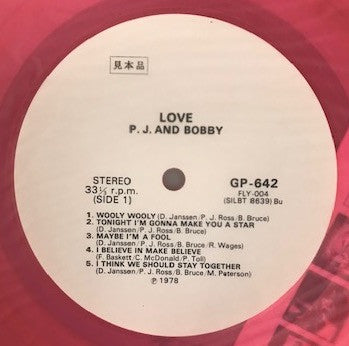 見本品
LOVE
P. J. AND BOBBY
STEREO
33⅓ r.p.m.
(SIDE 1)
GP-642
FLY-004
(SILBT 8639) Bu
1. WOOLY WOOLY (D. Janssen/P. J. Ross/B. Bruce)
2. TONIGHT I'M GONNA MAKE YOU A STAR
(D. Janssen/P. J. Ross/B. Bruce)
3. MAYBE I'M A FOOL
(D. Janssen/P. J. Ross/B. Bruce/R. Wages)
4. I BELIEVE IN MAKE BELIEVE
(F. Baskett/C. McDonald/P. Toll)
5. I THINK WE SHOULD STAY TOGETHER
(D. Janssen/P. J. Ross/B. Bruce/M. Paterson)
Ⓟ 1978